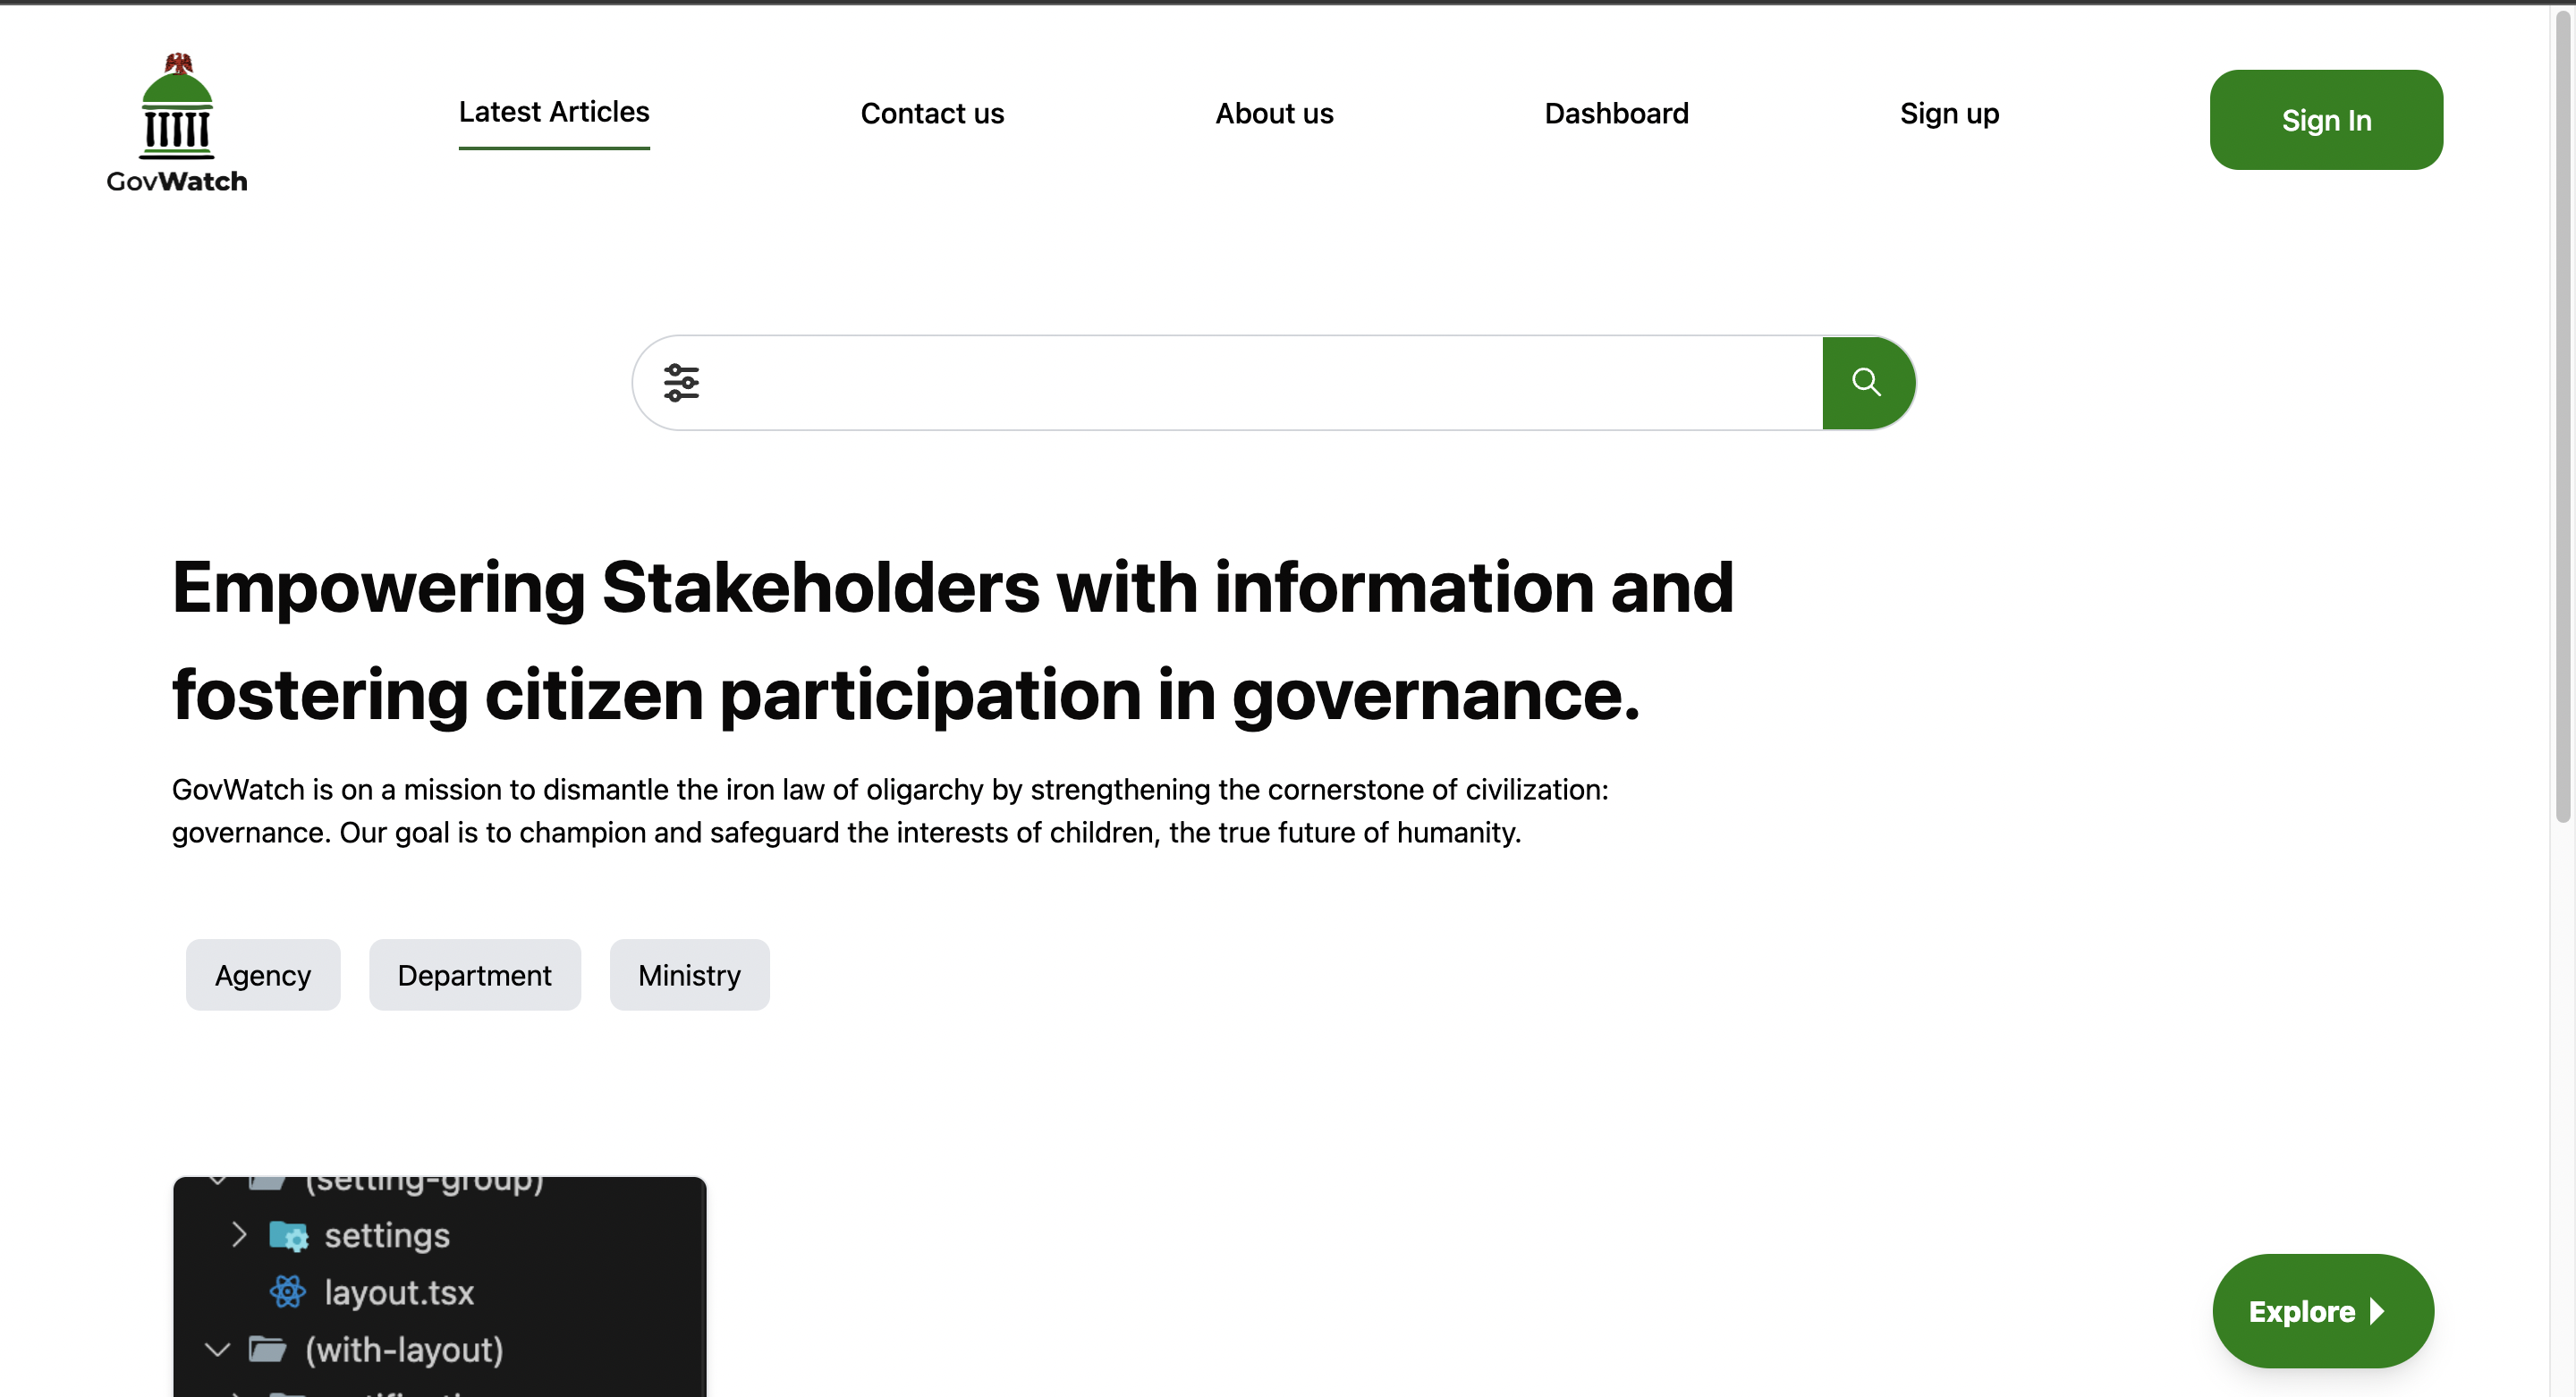 GovWatch
Latest Articles
Contact us
About us
Dashboard
Sign up
Sign In
Empowering Stakeholders with information and
fostering citizen participation in governance.
GovWatch is on a mission to dismantle the iron law of oligarchy by strengthening the cornerstone of civilization:
governance. Our goal is to champion and safeguard the interests of children, the true future of humanity.
Agency
Department
Ministry
(setting-group)
settings
layout.tsx
(with-layout)
Explore